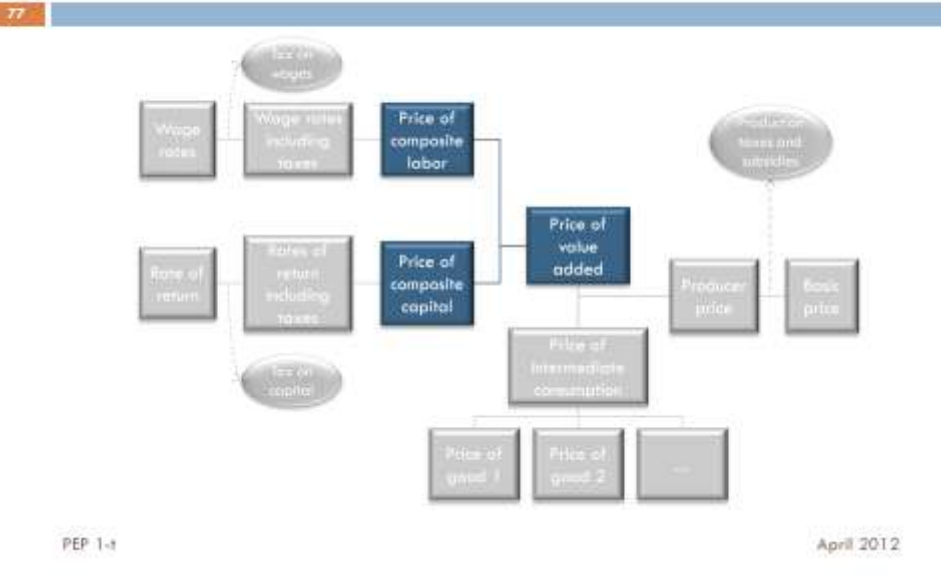 77
Tax on
wages
Wage
rates
Wage rates
including
taxes
Price of
composite
labor
Production
taxes and
subsidies
Price of
value
added
Rate of
return
Rates of
return
including
taxes
Price of
composite
capital
Producer
price
Basic
price
Price of
Intermediate
consumption
Tax on
capital
Price of
good 1
Price of
good 2
...
PEP 1-t
April 2012